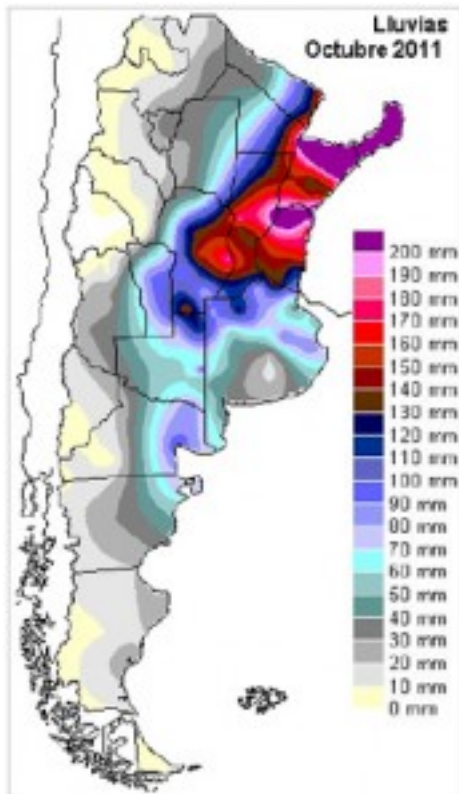 Lluvias
Octubre 2011
200 mm
190 mm
180 mm
170 mm
160 mm
150 mm
140 mm
130 mm
120 mm
110 mm
100 mm
90 mm
80 mm
70 mm
60 mm
50 mm
40 mm
30 mm
20 mm
10 mm
0 mm